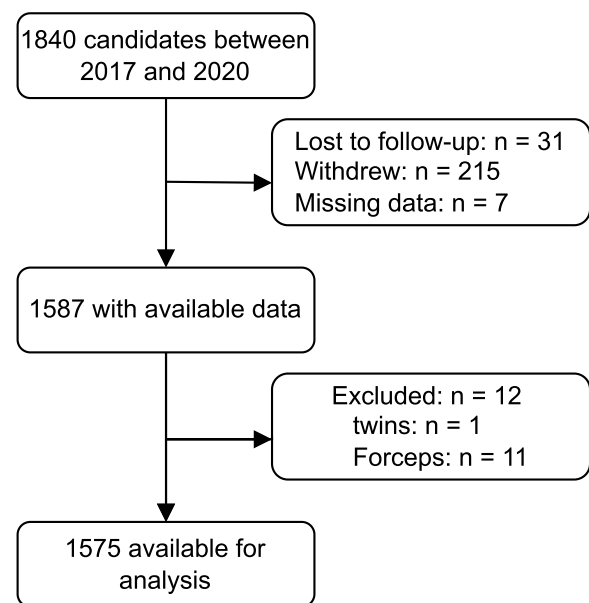 1840 candidates between
2017 and 2020
Lost to follow-up: n = 31
Withdrew: n = 215
Missing data: n = 7
1587 with available data
Excluded: n = 12
twins: n = 1
Forceps: n = 11
1575 available for
analysis